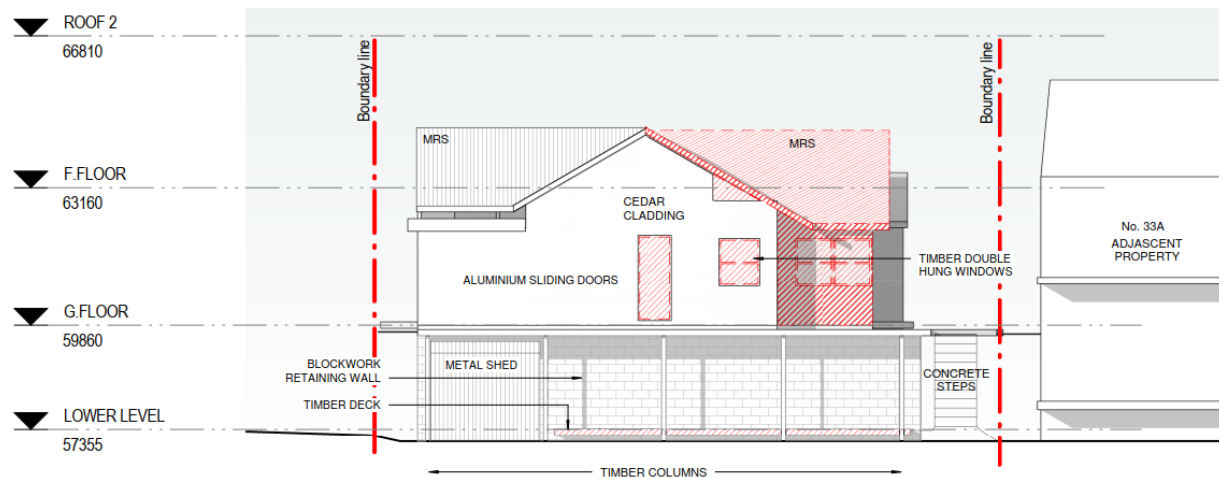 ROOF 2
66810
Boundary line
Boundary line
MRS
MRS
F.FLOOR
63160
CEDAR
CLADDING
No. 33A
ADJASCENT
PROPERTY
TIMBER DOUBLE
HUNG WINDOWS
ALUMINIUM SLIDING DOORS
G.FLOOR
59860
BLOCKWORK
RETAINING WALL
METAL SHED
CONCRETE
STEPS
TIMBER DECK
LOWER LEVEL
57355
TIMBER COLUMNS